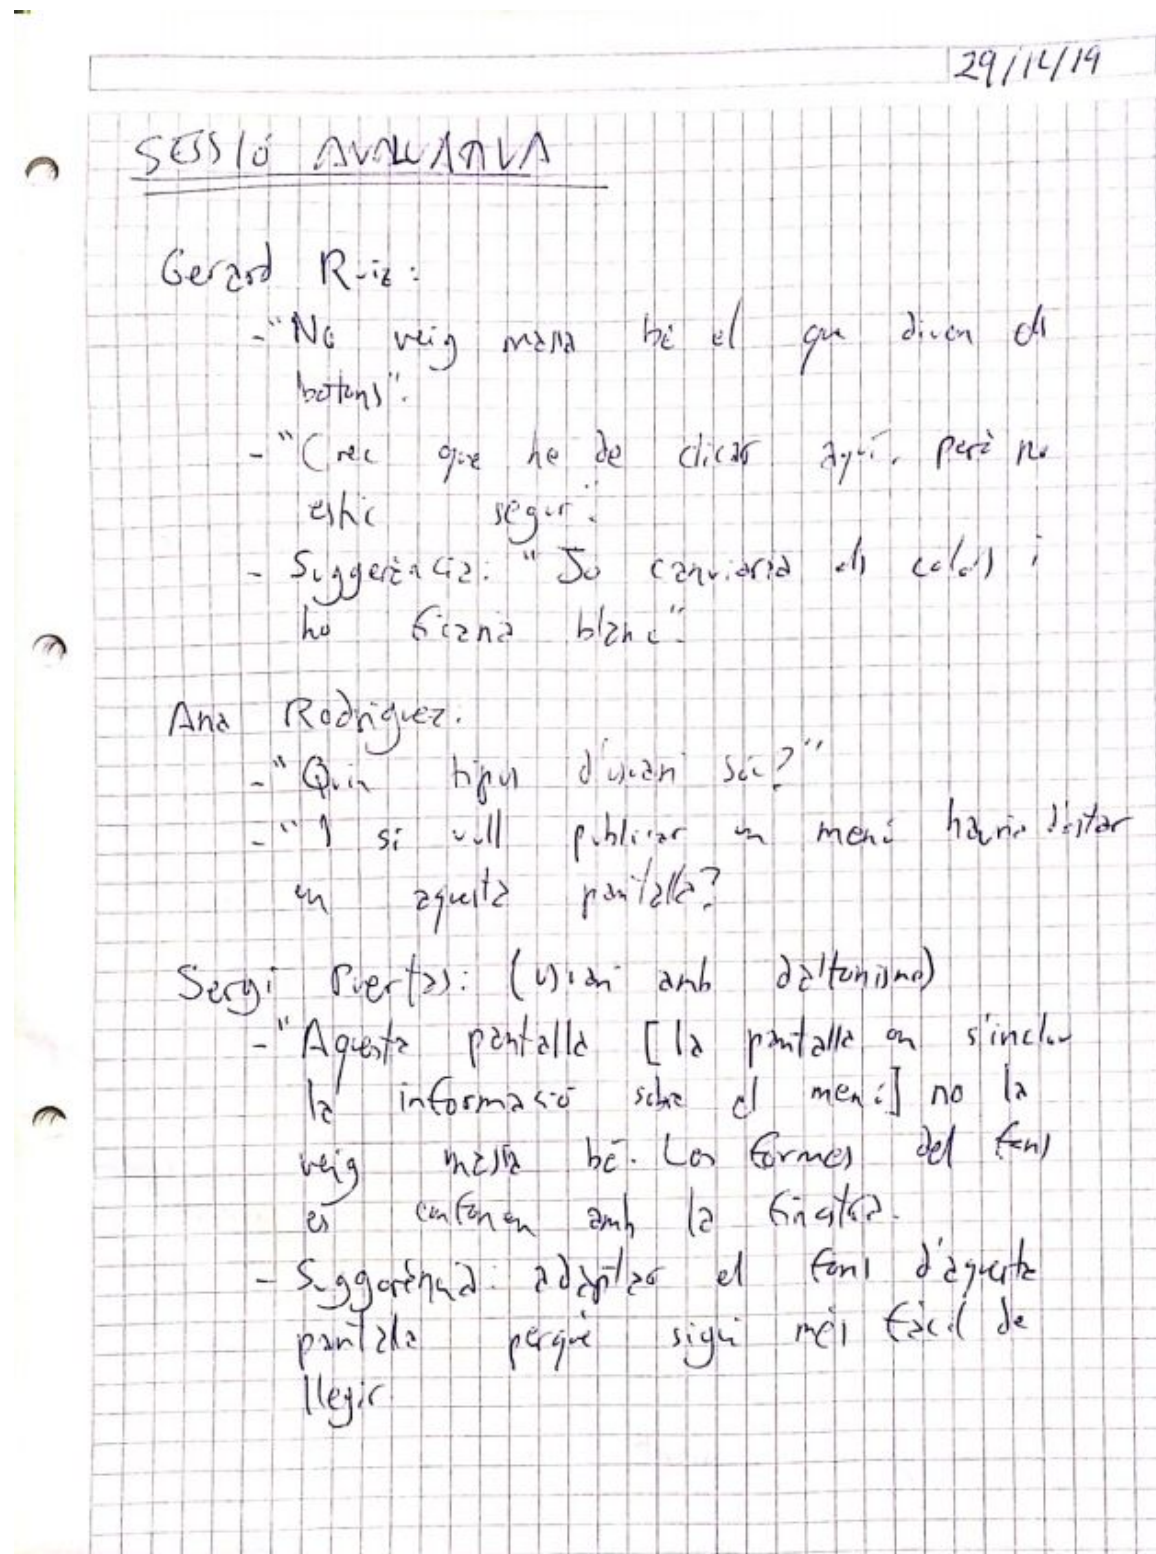 29/12/19
SESSIÓ AVALUATIVA
Gerard Ruiz:
-"No veig massa bé el que diuen els
botons".
-"Crec que he de clicar aquí, però no
estic segur".
- Suggerència: "Jo canviaria els colors i
ho ficaria blanc".
Ana Rodríguez:
-"Quin tipus d'usuari sóc?"
-"I si vull publicar un menú hauria d'estar
en aquesta pantalla?
Sergi Puertas: (usuari amb daltonisme)
-"Aquesta pantalla [la pantalla on s'inclou
la informació sobre el menú] no la
veig massa bé. Les formes del fons
es confonen amb la finestra.
- Suggerència: adaptar el fons d'aquesta
pantalla perquè sigui més fàcil de
llegir.